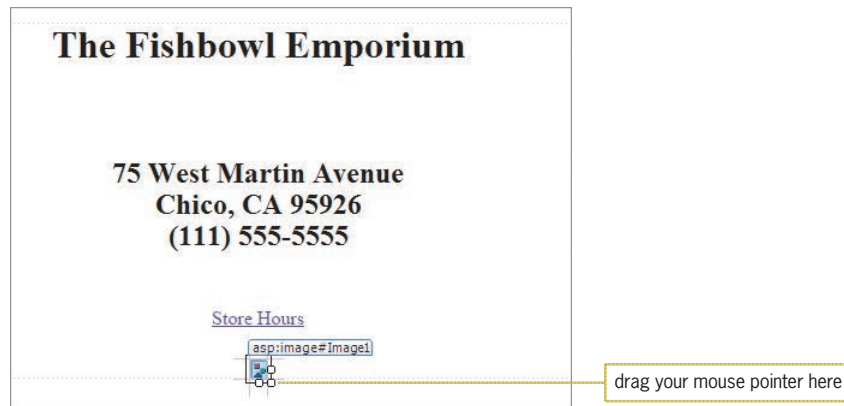 The Fishbowl Emporium
75 West Martin Avenue
Chico, CA 95926
(111) 555-5555
Store Hours
asp:image#Image1
drag your mouse pointer here